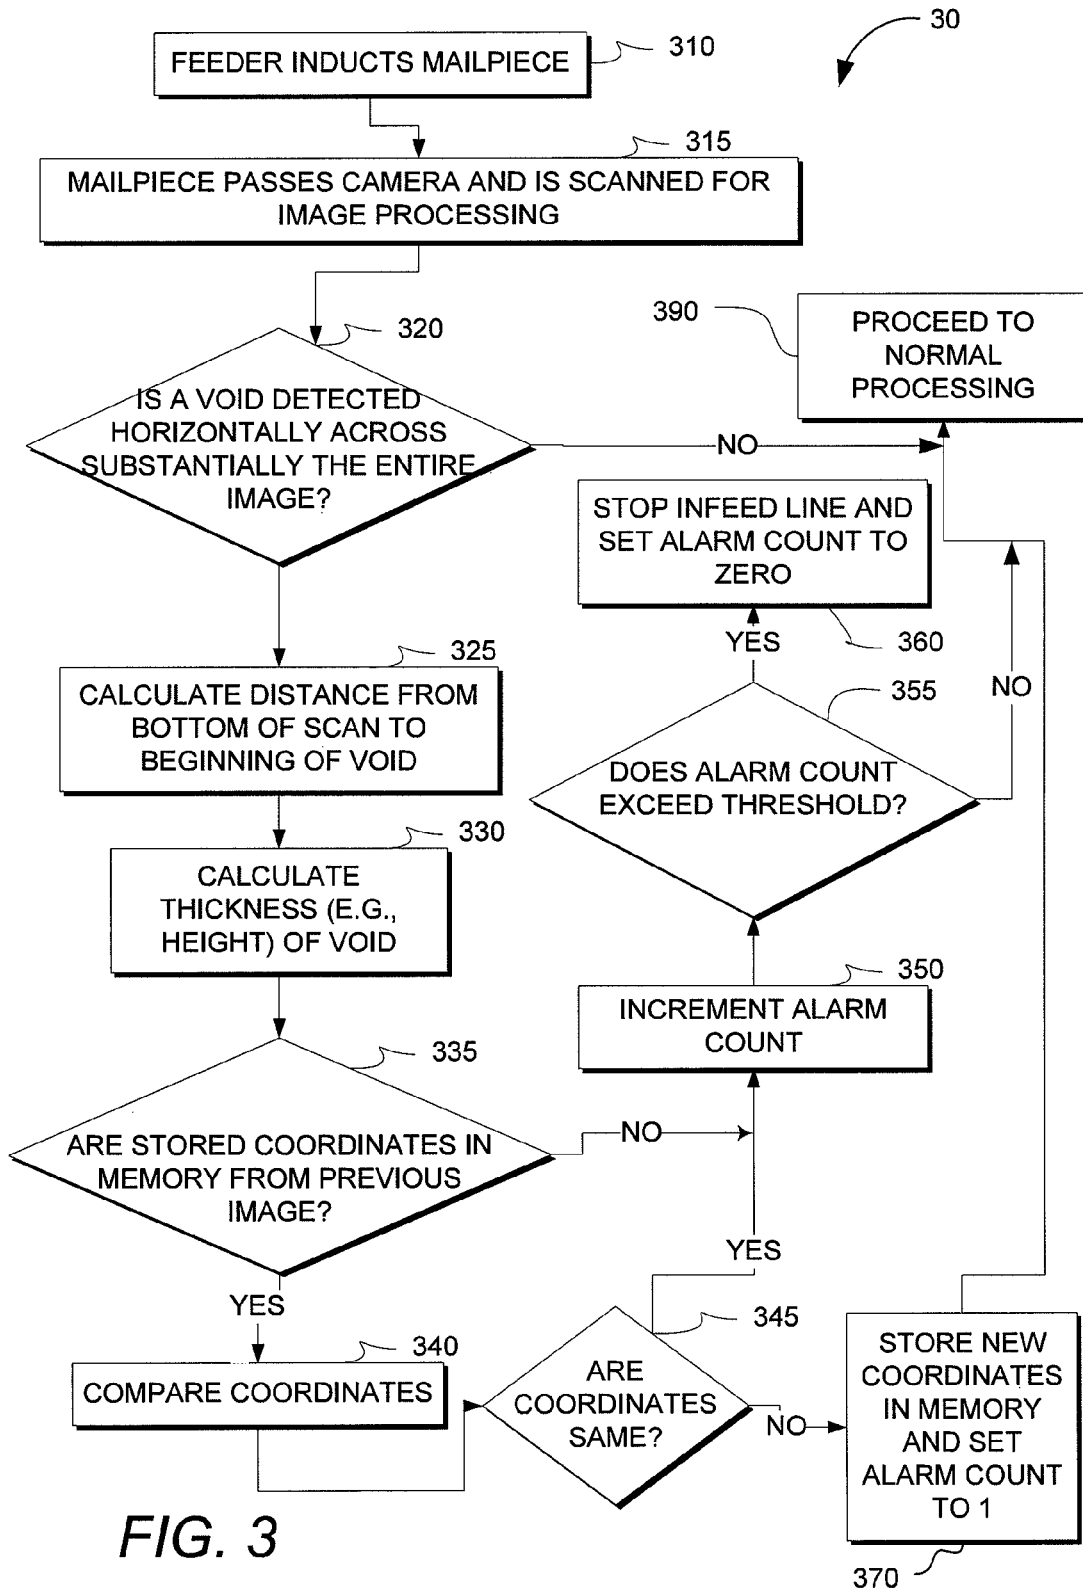 30
FEEDER INDUCTS MAILPIECE
310
315
MAILPIECE PASSES CAMERA AND IS SCANNED FOR
IMAGE PROCESSING
320
390
PROCEED TO
NORMAL
PROCESSING
IS A VOID DETECTED
HORIZONTALLY ACROSS
SUBSTANTIALLY THE ENTIRE
IMAGE?
NO
STOP INFEED LINE AND
SET ALARM COUNT TO
ZERO
360
YES
325
CALCULATE DISTANCE FROM
BOTTOM OF SCAN TO
BEGINNING OF VOID
355
NO
DOES ALARM COUNT
EXCEED THRESHOLD?
330
CALCULATE
THICKNESS (E.G.,
HEIGHT) OF VOID
350
INCREMENT ALARM
COUNT
335
ARE STORED COORDINATES IN
MEMORY FROM PREVIOUS
IMAGE?
NO
YES
YES
340
COMPARE COORDINATES
345
ARE
COORDINATES
SAME?
NO
STORE NEW
COORDINATES
IN MEMORY
AND SET
ALARM COUNT
TO 1
370
FIG. 3